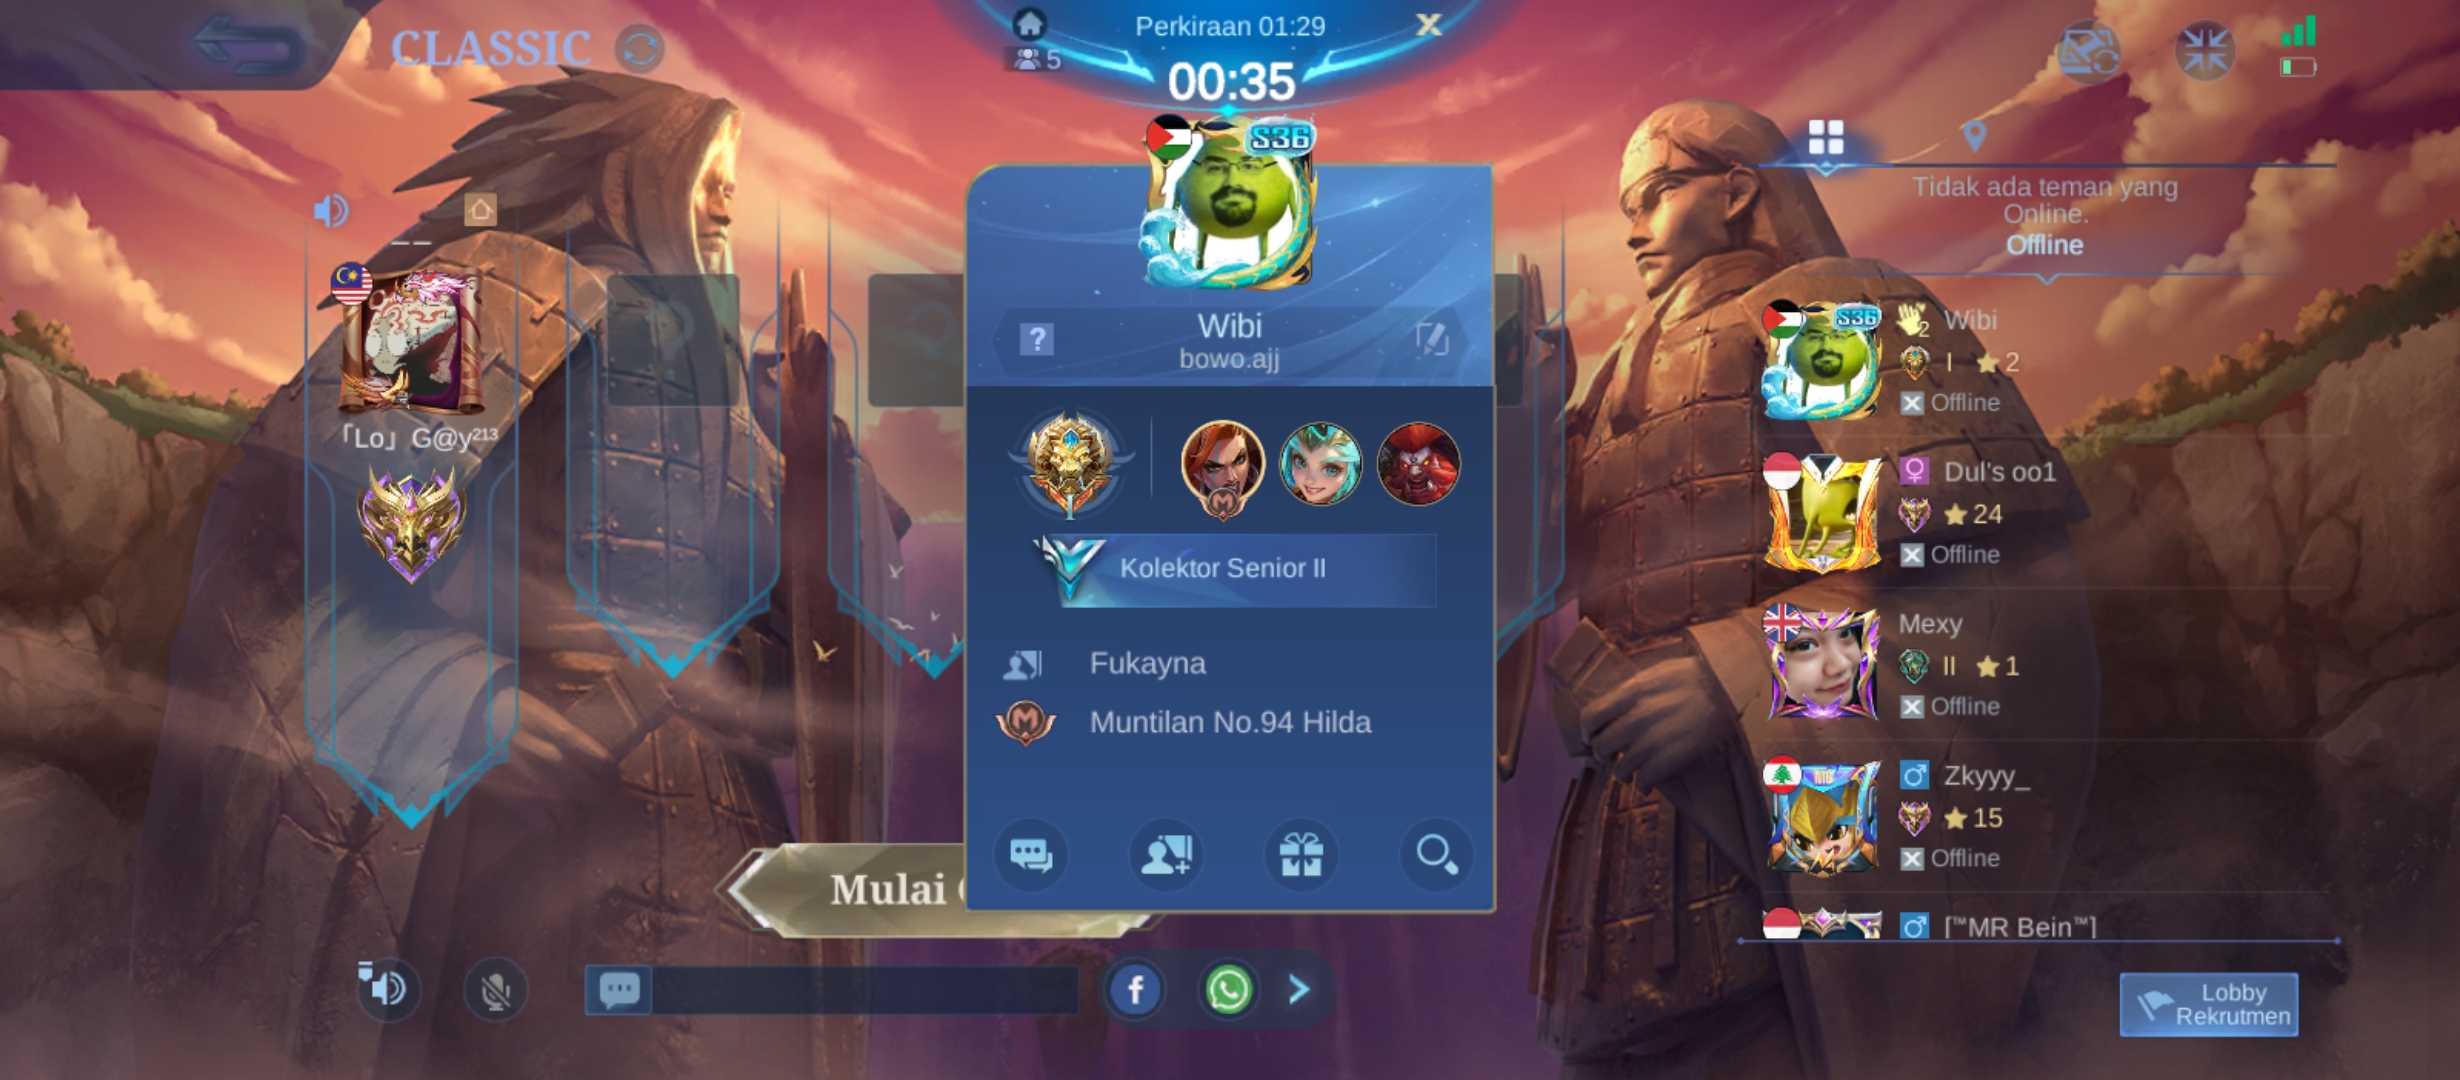 CLASSIC
5
Perkiraan 01:29
00:35
S36
Wibi
bowo.ajj
Kolektor Senior II
Fukayna
Muntilan No.94 Hilda
「Lo」G@y²¹³
Mulai
Tidak ada teman yang
Online.
Offline
S36
2
Wibi
I ★2
Offline
Dul's oo1
★24
Offline
Mexy
II ★1
Offline
Zkyyy_
★15
Offline
[™MR Bein™]
Lobby
Rekrutmen